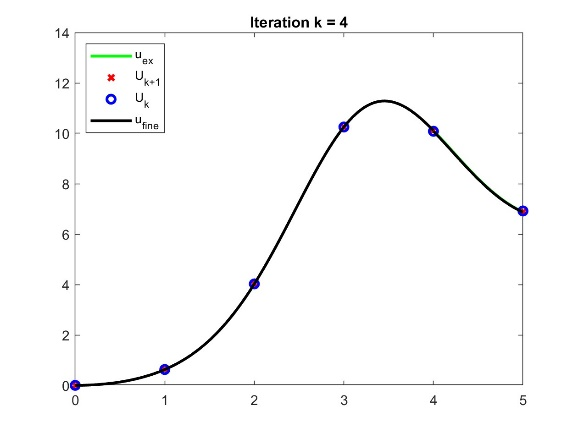 Iteration k = 4
14
12
10
8
6
4
2
0
0 1 2 3 4 5
u_ex
U_k+1
U_k
u_fine